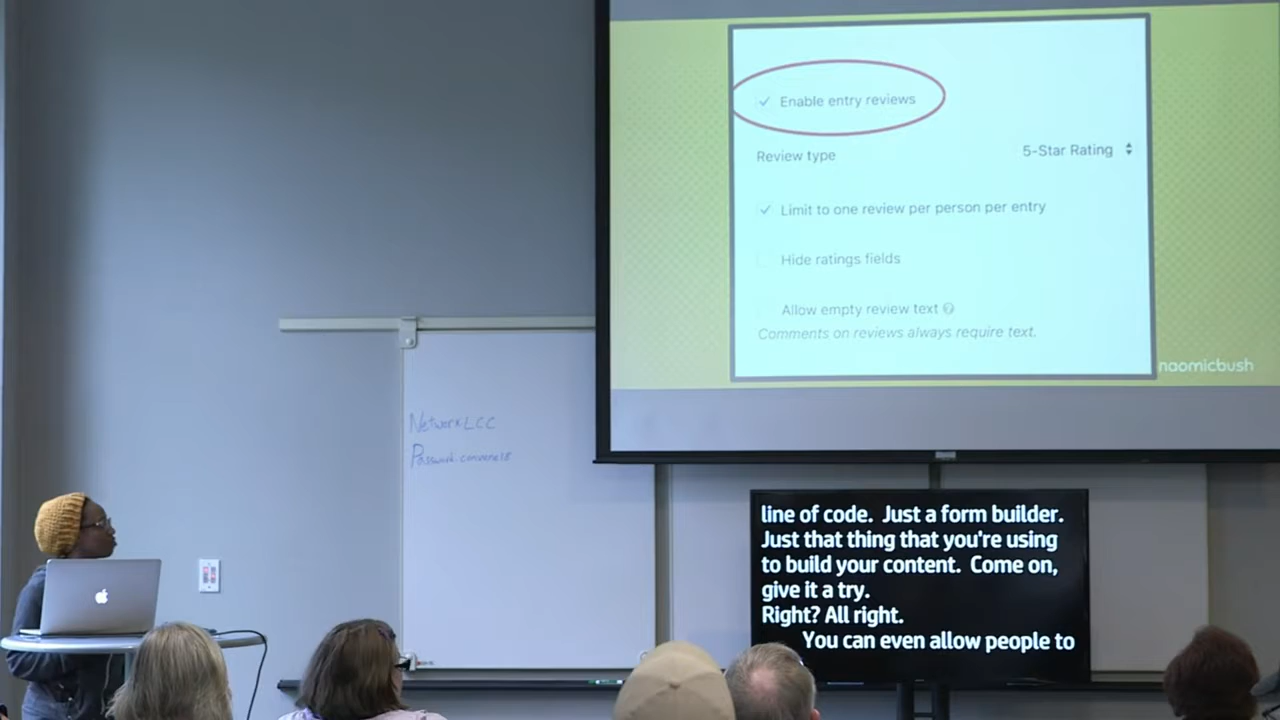 Enable entry reviews
Review type
5-Star Rating
Limit to one review per person per entry
Hide ratings fields
Allow empty review text
Comments on reviews always require text.
naomicbush
Network LCC
line of code. Just a form builder.
Just that thing that you're using
to build your content. Come on,
give it a try.
Right? All right.
You can even allow people to